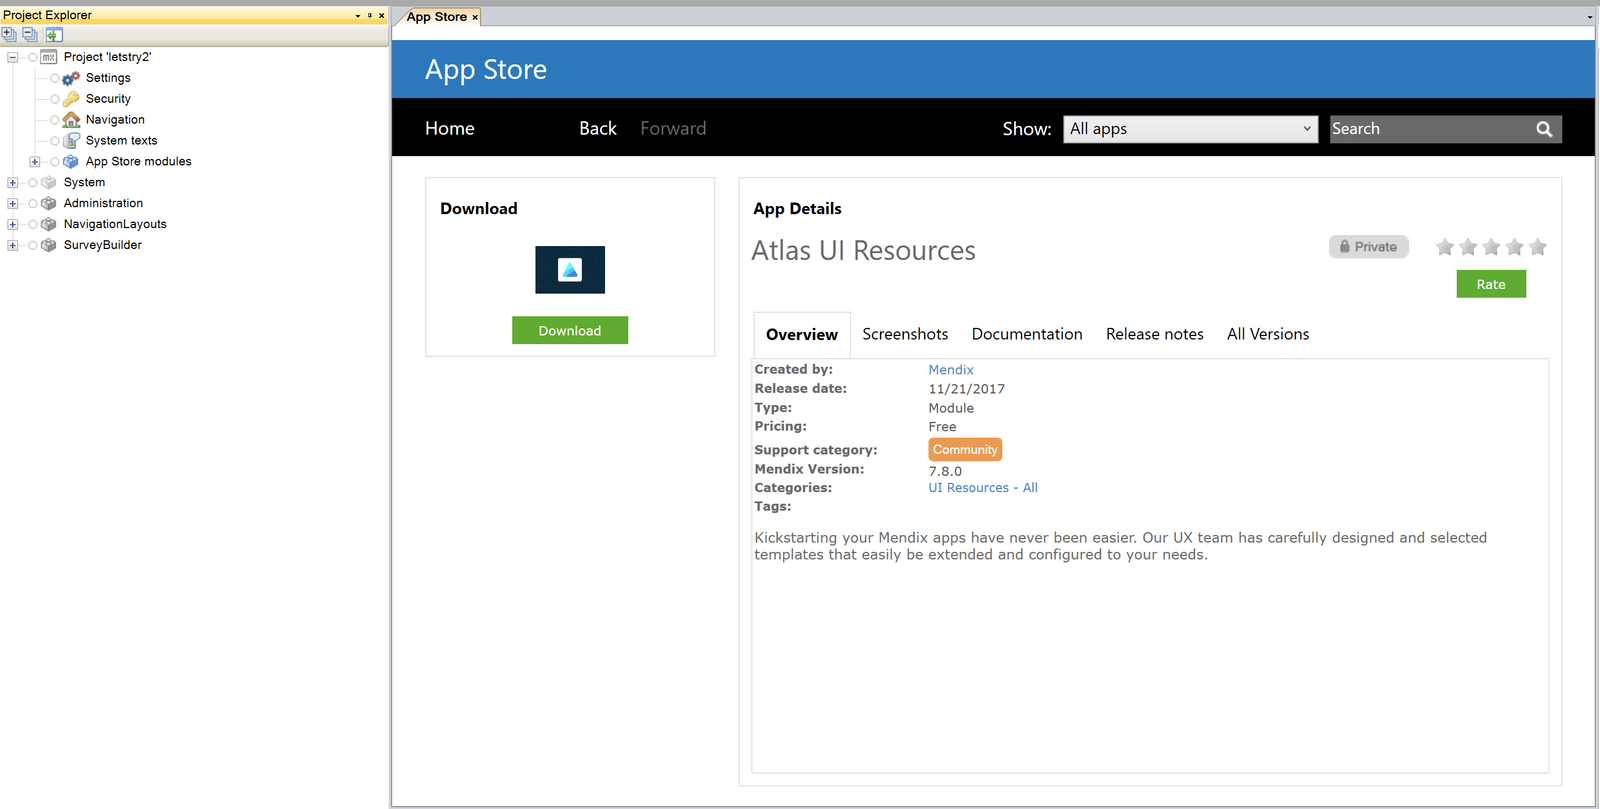 Project Explorer
Project 'letstry2'
Settings
Security
Navigation
System texts
App Store modules
System
Administration
NavigationLayouts
SurveyBuilder
App Store
App Store
Home Back Forward Show: All apps Search
Download
Download
App Details
Atlas UI Resources
Private
Rate
Overview Screenshots Documentation Release notes All Versions
Created by: Mendix
Release date: 11/21/2017
Type: Module
Pricing: Free
Support category: Community
Mendix Version: 7.8.0
Categories: UI Resources - All
Tags:
Kickstarting your Mendix apps have never been easier. Our UX team has carefully designed and selected
templates that easily be extended and configured to your needs.